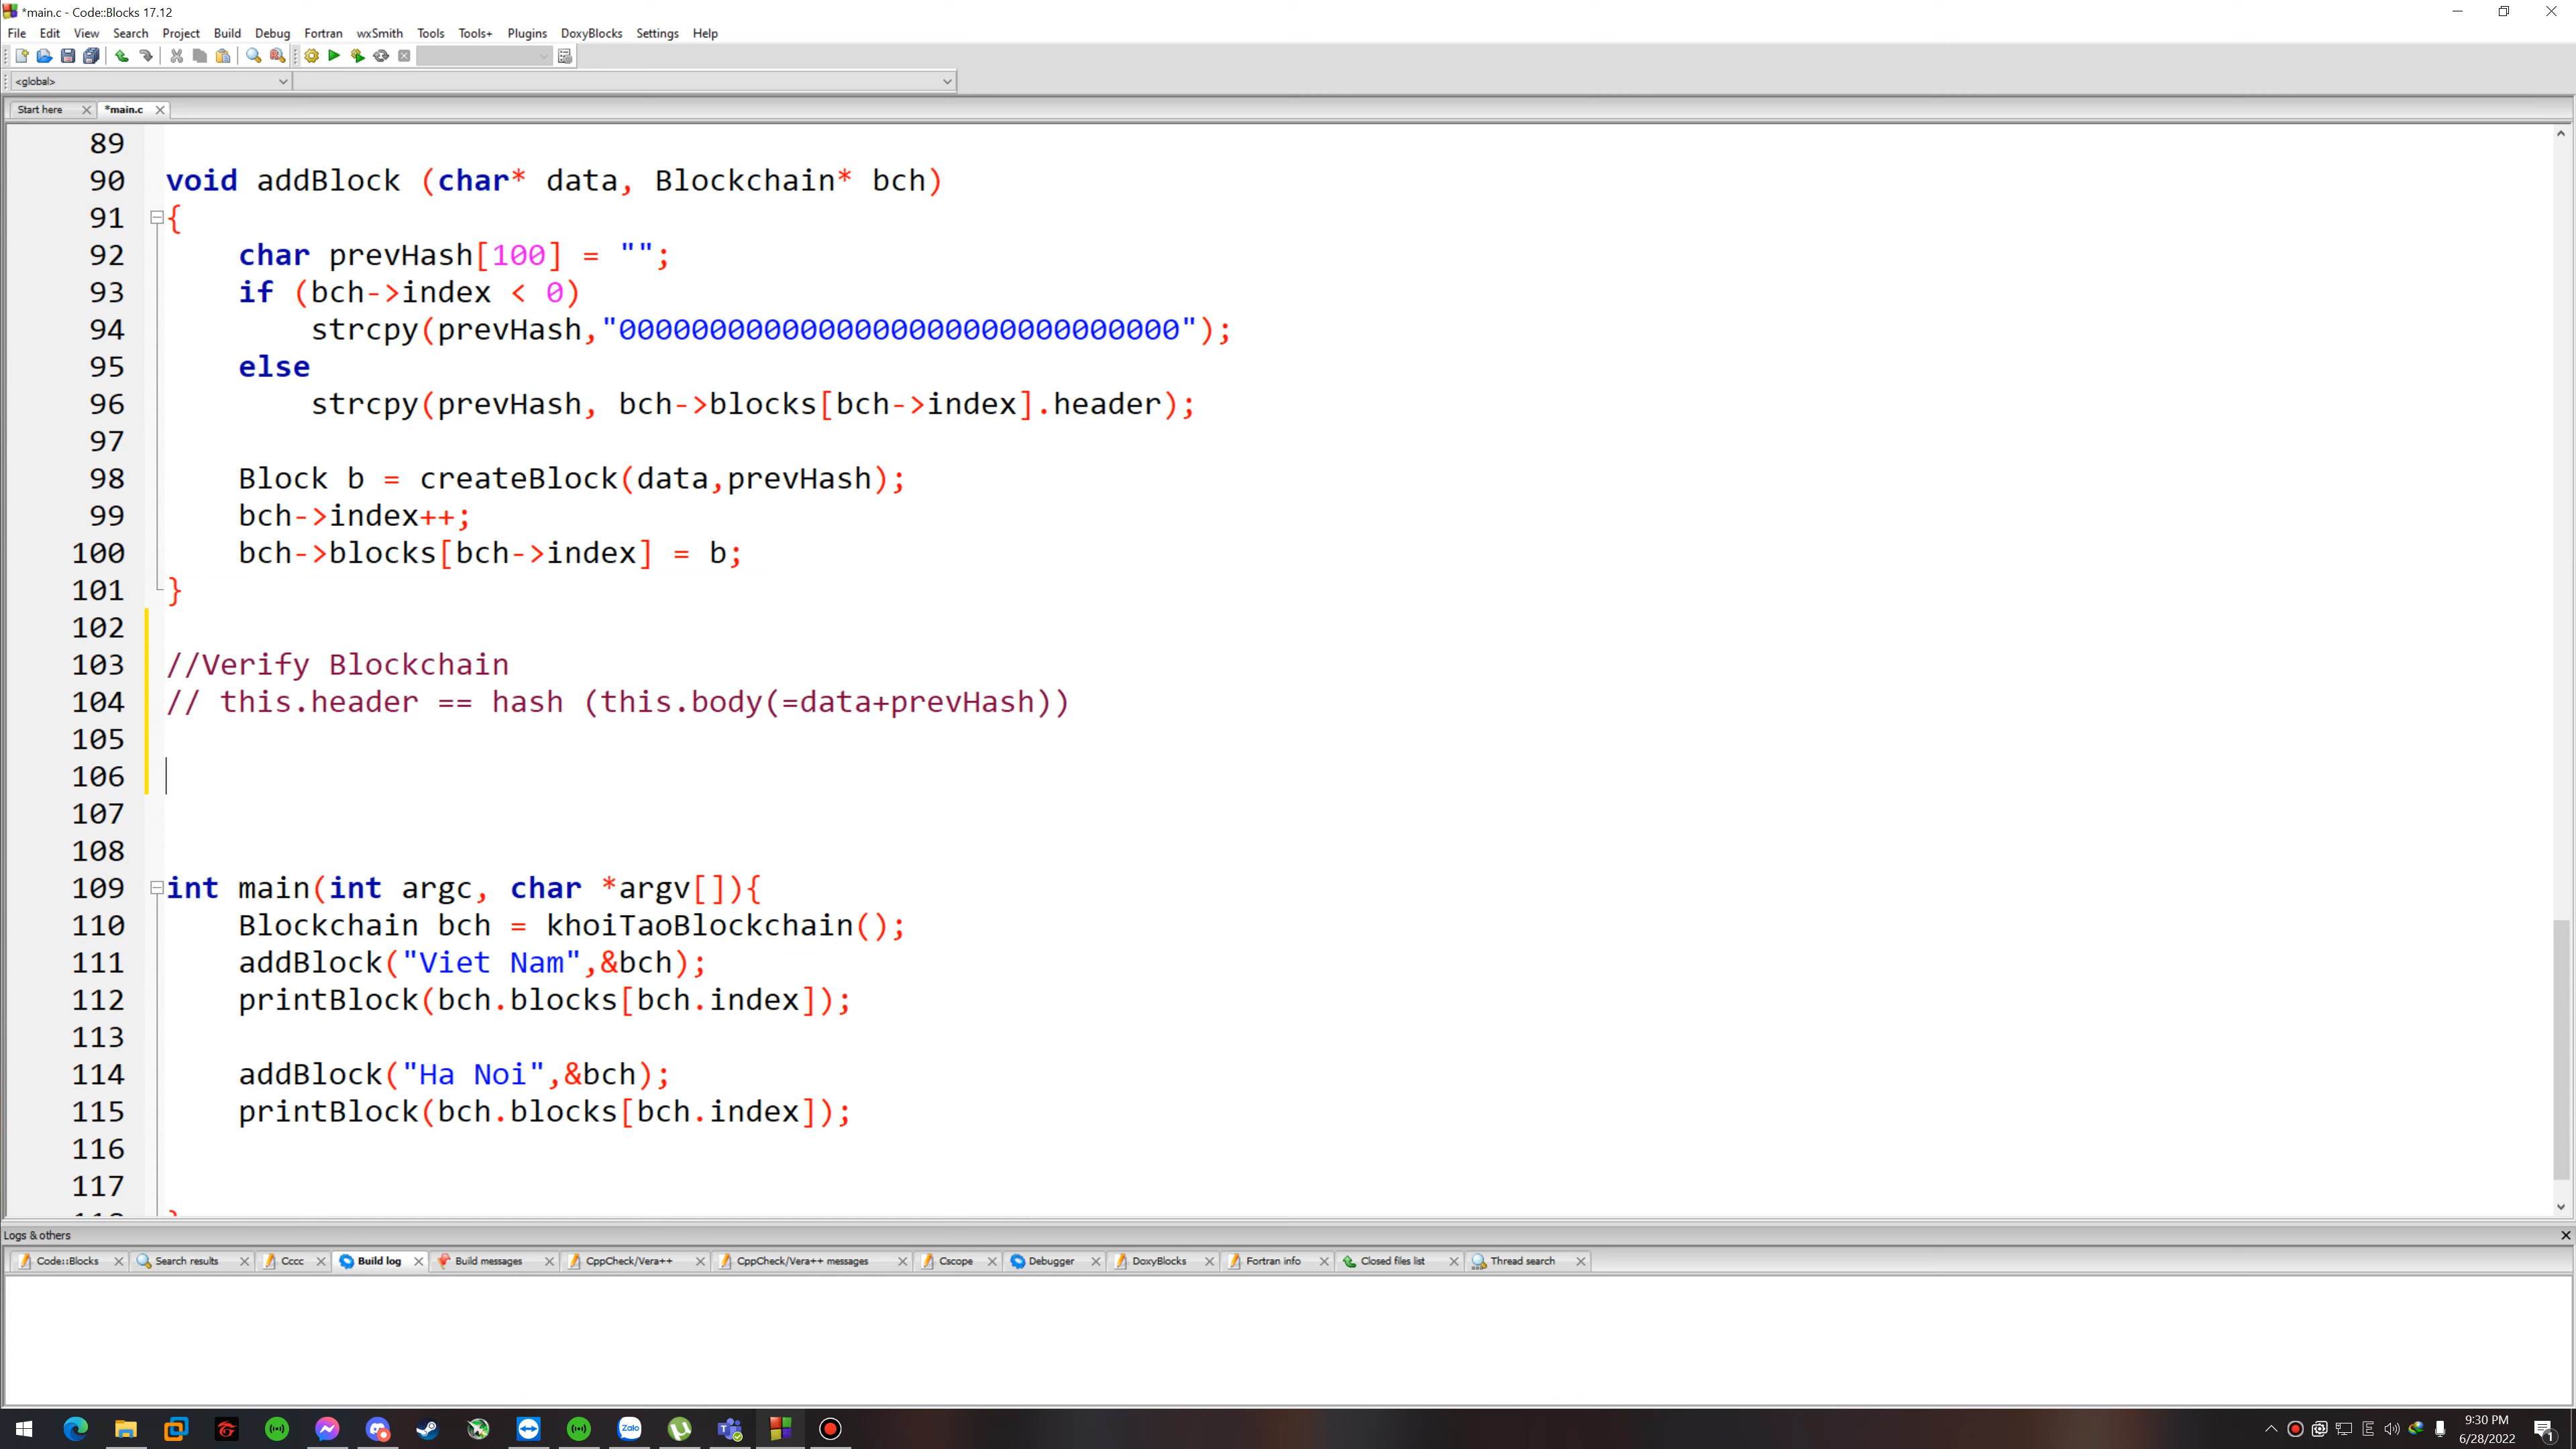 *main.c - Code::Blocks 17.12
File Edit View Search Project Build Debug Fortran wxSmith Tools Tools+ Plugins DoxyBlocks Settings Help
<global>
Start here *main.c
89
90 void addBlock (char* data, Blockchain* bch)
91 {
92 char prevHash[100] = "";
93 if (bch->index < 0)
94 strcpy(prevHash,"0000000000000000000000000000000");
95 else
96 strcpy(prevHash, bch->blocks[bch->index].header);
97
98 Block b = createBlock(data,prevHash);
99 bch->index++;
100 bch->blocks[bch->index] = b;
101 }
102
103 //Verify Blockchain
104 // this.header == hash (this.body(=data+prevHash))
105
106
107
108
109 int main(int argc, char *argv[]){
110 Blockchain bch = khoiTaoBlockchain();
111 addBlock("Viet Nam",&bch);
112 printBlock(bch.blocks[bch.index]);
113
114 addBlock("Ha Noi",&bch);
115 printBlock(bch.blocks[bch.index]);
116
117
Logs & others
Code::Blocks Search results Cccc Build log Build messages CppCheck/Vera++ CppCheck/Vera++ messages Cscope Debugger DoxyBlocks Fortran info Closed files list Thread search
Zalo
E
9:30 PM
6/28/2022
1